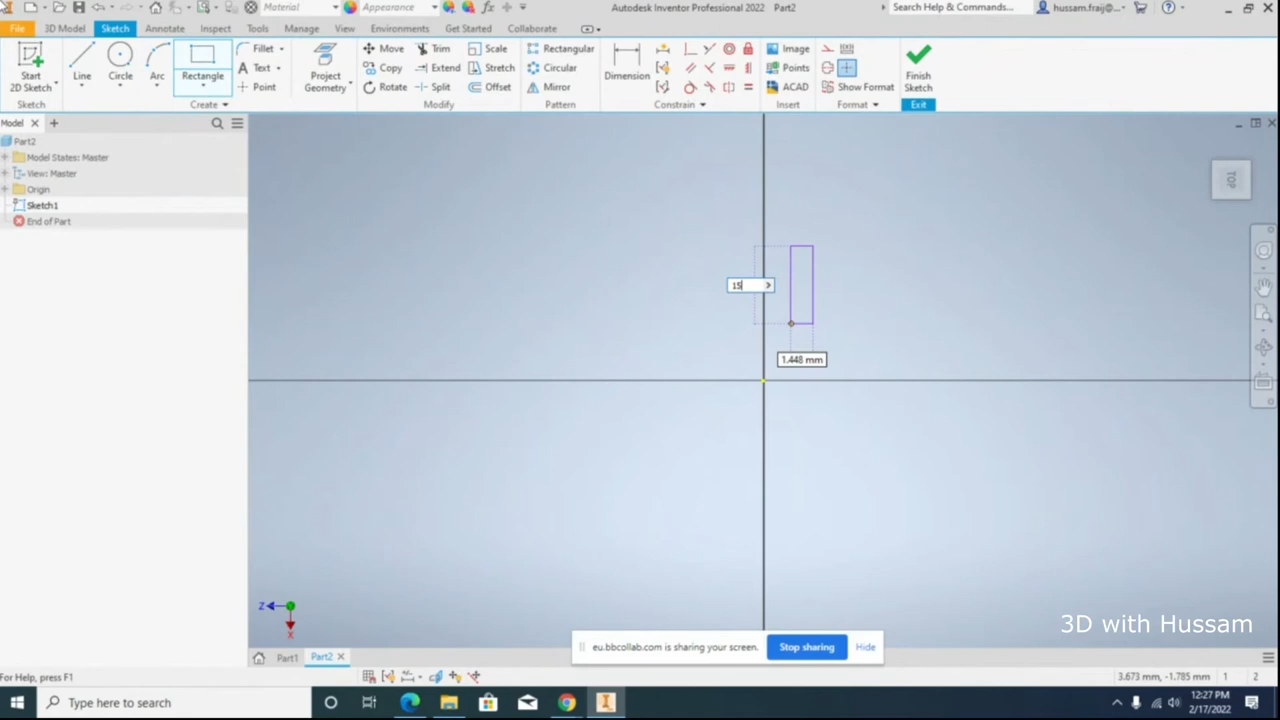 Material
Appearance
Autodesk Inventor Professional 2022 Part2
Search Help & Commands...
hussam.fraij@...
File
3D Model
Sketch
Annotate
Inspect
Tools
Manage
View
Environments
Get Started
Collaborate
Start
2D Sketch
Line
Circle
Arc
Rectangle
Fillet
Text
Point
Project
Geometry
Move
Copy
Rotate
Trim
Extend
Split
Scale
Stretch
Offset
Rectangular
Circular
Mirror
Dimension
Image
Points
ACAD
Show Format
Finish
Sketch
Sketch
Create
Modify
Pattern
Constrain
Insert
Format
Exit
Model
Part2
Model States: Master
View: Master
Origin
Sketch1
End of Part
TOP
15
1.448 mm
Z
X
3D with Hussam
eu.bbcollab.com is sharing your screen.
Stop sharing
Hide
Part1
Part2
For Help, press F1
3.673 mm, -1.785 mm
1
2
Type here to search
12:27 PM
2/17/2022